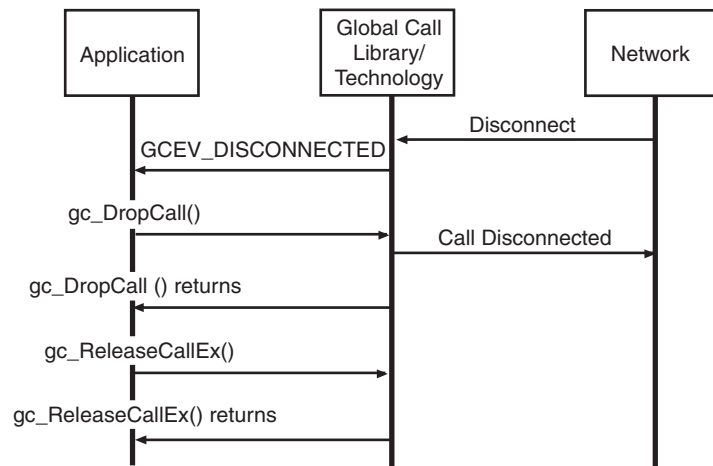 Application
Global Call
Library/
Technology
Network
Disconnect
GCEV_DISCONNECTED
gc_DropCall()
Call Disconnected
gc_DropCall () returns
gc_ReleaseCallEx()
gc_ReleaseCallEx() returns